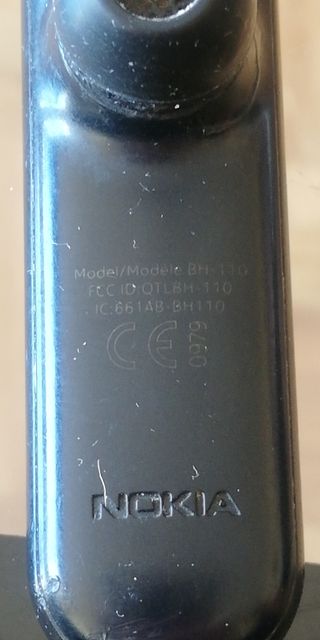 Model/Modèle BH-110
FCC ID QTLBH-110
IC:661AB-BH110
CE 0979
NOKIA